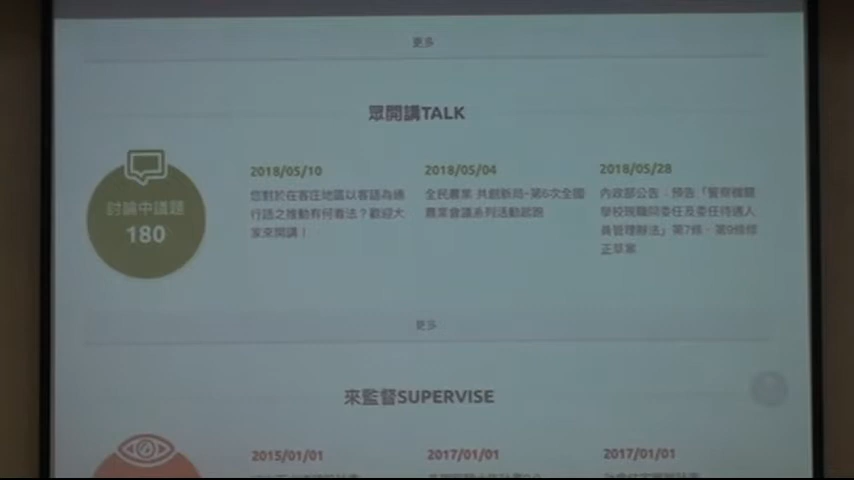 更多
眾開講TALK
討論中議題
180
2018/05/10
您對於在客庄地區以客語為通
行語之推動有何看法？歡迎大
家來開講！
2018/05/04
全民農業 共創新局-第6次全國
農業會議系列活動起跑
2018/05/28
內政部公告：預告「警察機關
學校現職同委任及委任待遇人
員管理辦法」第7條、第9條修
正草案
更多
來監督SUPERVISE
2015/01/01
2017/01/01
2017/01/01